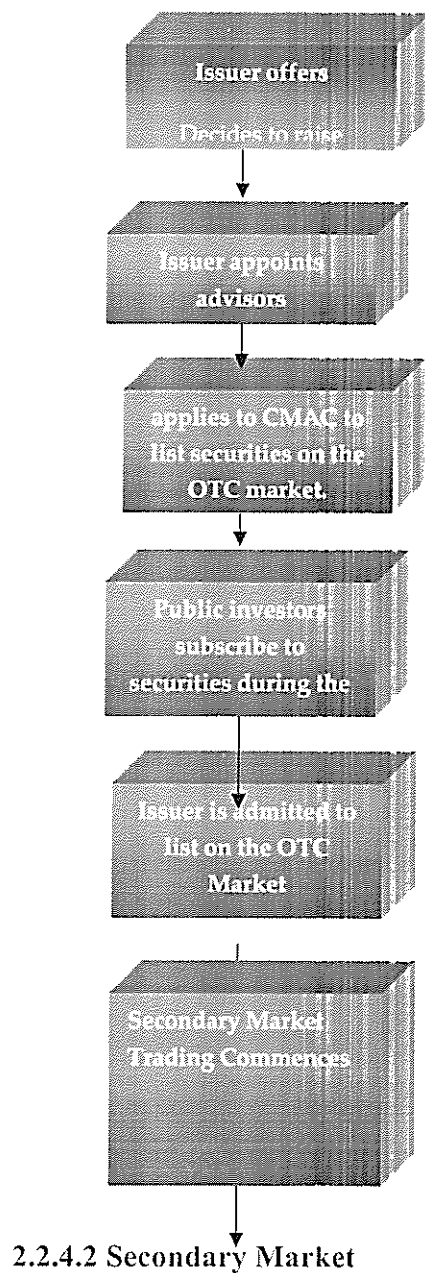 Issuer offers
Decides to raise
Issuer appoints
advisors
applies to CMAC to
list securities on the
OTC market.
Public investors
subscribe to
securities during the
Issuer is admitted to
list on the OTC
Market
Secondary Market
Trading Commences
2.2.4.2 Secondary Market